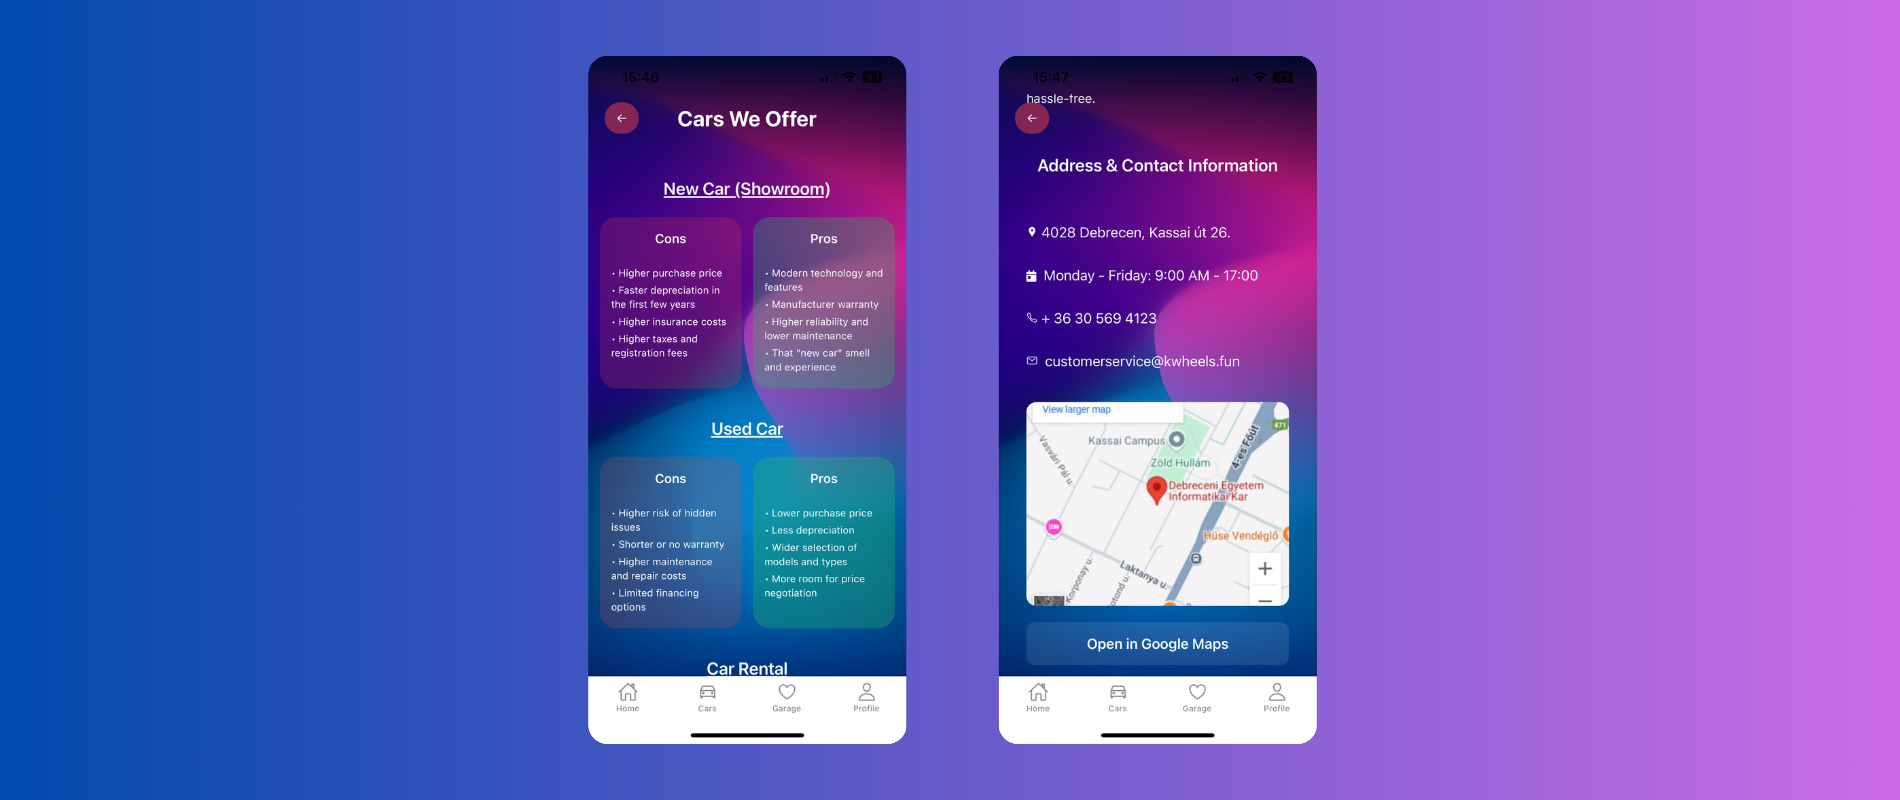 15:46
93
Cars We Offer
New Car (Showroom)
Cons
• Higher purchase price
• Faster depreciation in
the first few years
• Higher insurance costs
• Higher taxes and
registration fees
Pros
• Modern technology and
features
• Manufacturer warranty
• Higher reliability and
lower maintenance
• That "new car" smell
and experience
Used Car
Cons
• Higher risk of hidden
issues
• Shorter or no warranty
• Higher maintenance
and repair costs
• Limited financing
options
Pros
• Lower purchase price
• Less depreciation
• Wider selection of
models and types
• More room for price
negotiation
Car Rental
Home
Cars
Garage
Profile
15:47
93
hassle-free.
Address & Contact Information
4028 Debrecen, Kassai út 26.
Monday - Friday: 9:00 AM - 17:00
+ 36 30 569 4123
customerservice@kwheels.fun
View larger map
471
Kassai Campus
4-es Főút
Vasvári Pál u.
Zöld Hullám
Debreceni Egyetem
Informatikai Kar
Hüse Vendéglő
Laktanya u.
Korponay u.
otond u.
Open in Google Maps
Home
Cars
Garage
Profile